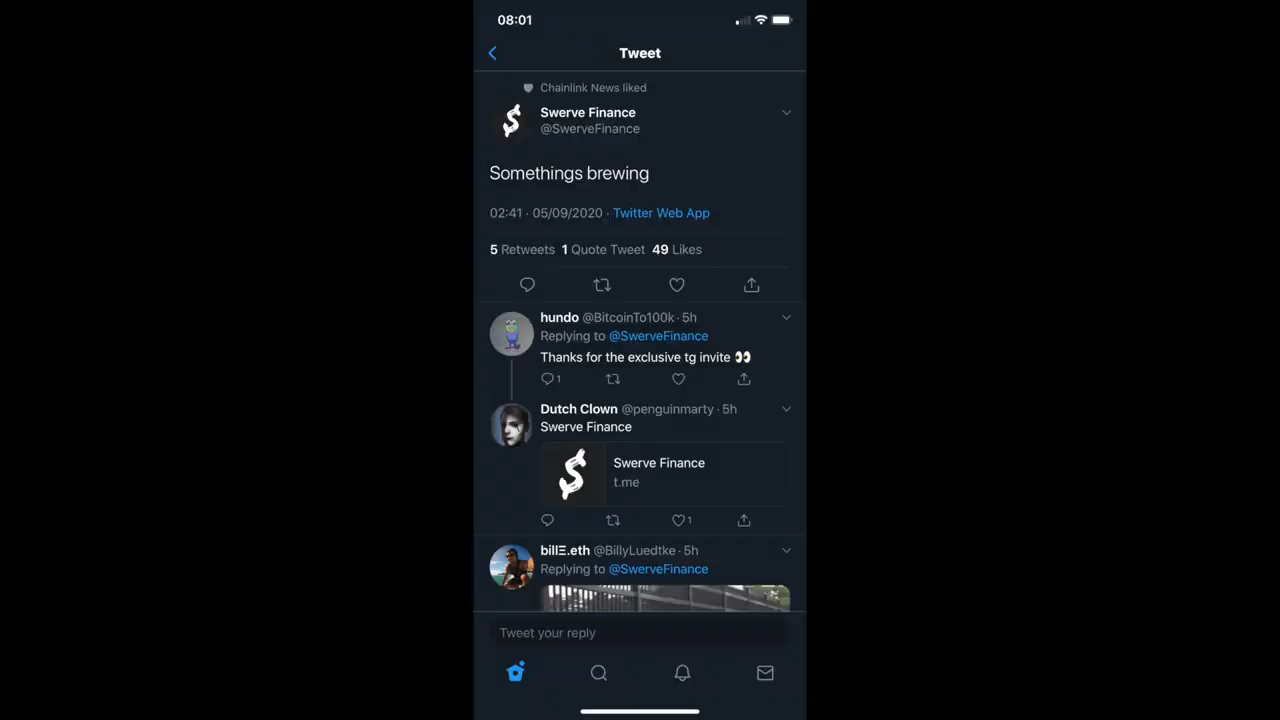 08:01
Tweet
Chainlink News liked
Swerve Finance
@SwerveFinance
Somethings brewing
02:41 · 05/09/2020 · Twitter Web App
5 Retweets 1 Quote Tweet 49 Likes
hundo @BitcoinTo100k · 5h
Replying to @SwerveFinance
Thanks for the exclusive tg invite 👀
1
Dutch Clown @penguinmarty · 5h
Swerve Finance
Swerve Finance
t.me
1
billΞ.eth @BillyLuedtke · 5h
Replying to @SwerveFinance
Tweet your reply